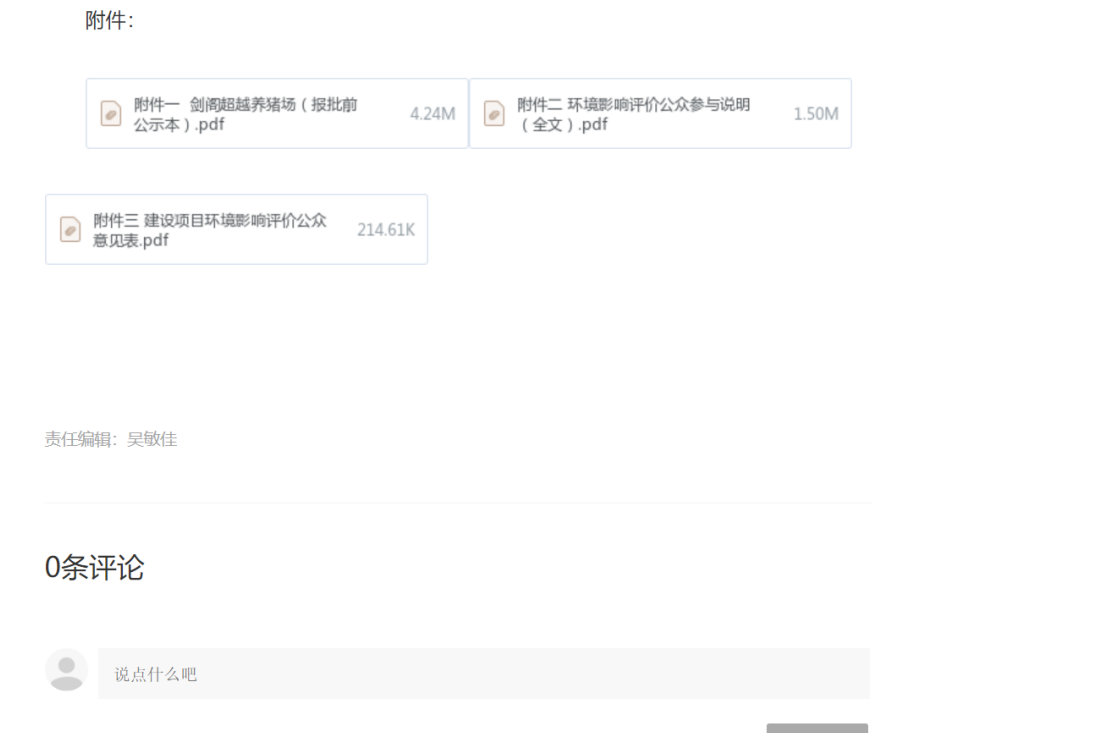 附件：
附件一  剑阁超越养猪场（报批前
公示本）.pdf
4.24M
附件二 环境影响评价公众参与说明
（全文）.pdf
1.50M
附件三 建设项目环境影响评价公众
意见表.pdf
214.61K
责任编辑：吴敏佳
0条评论
说点什么吧